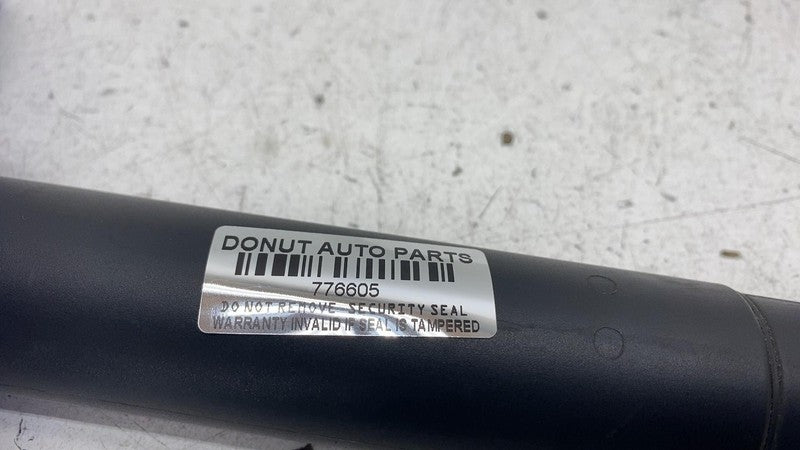 DONUT AUTO PARTS
776605
DO NOT REMOVE SECURITY SEAL
WARRANTY INVALID IF SEAL IS TAMPERED